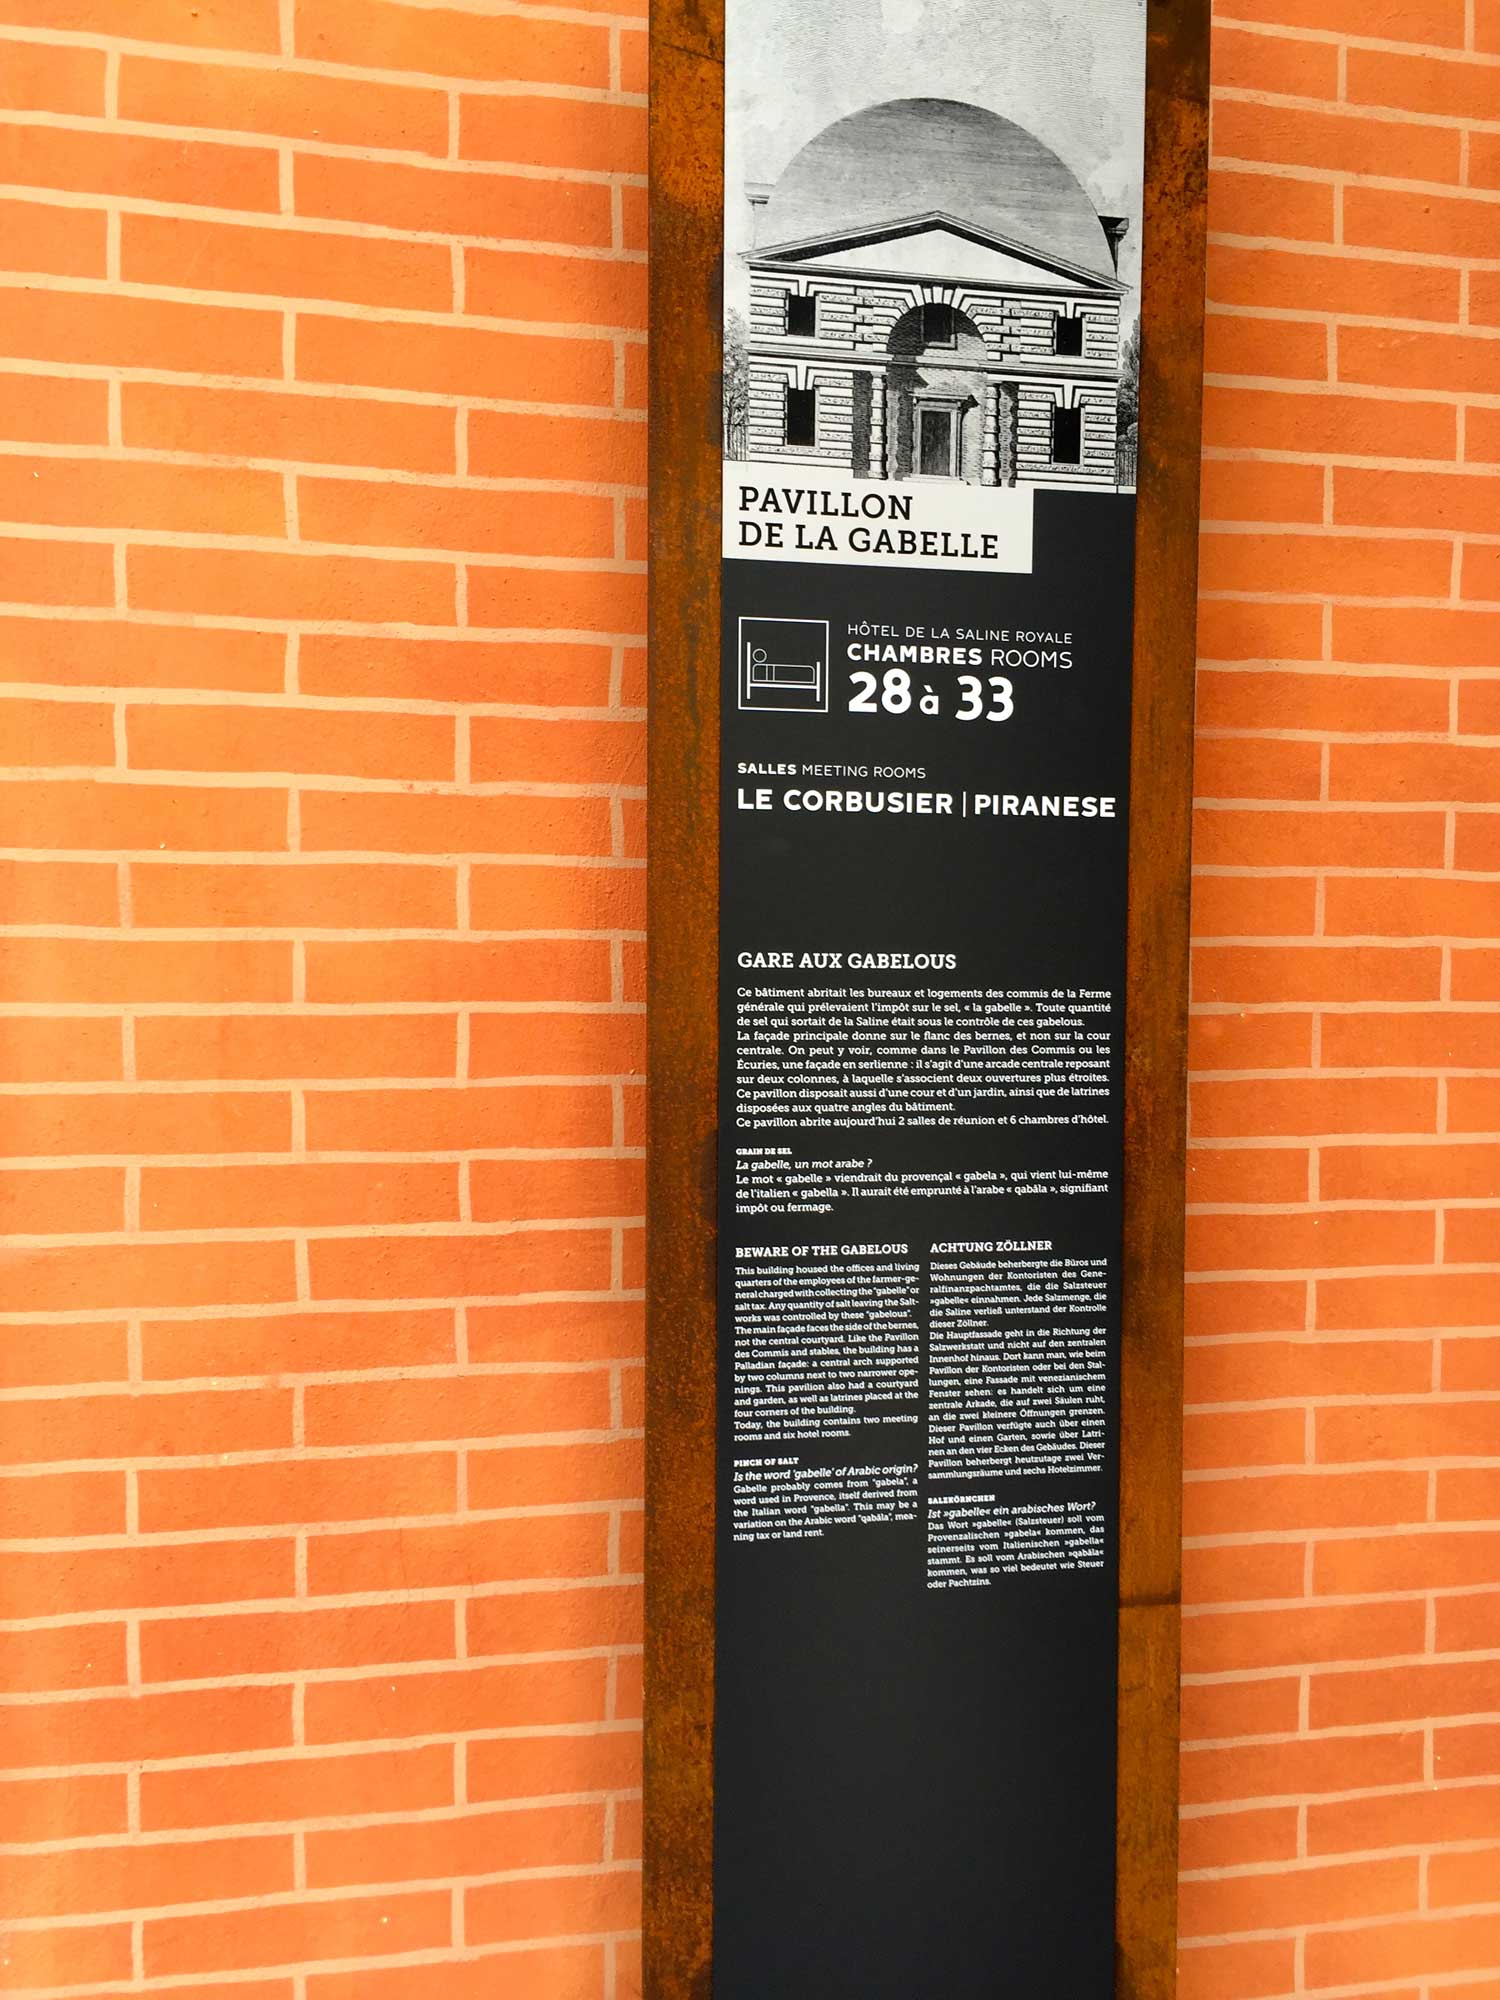 PAVILLON
DE LA GABELLE
HÔTEL DE LA SALINE ROYALE
CHAMBRES ROOMS
28 à 33
SALLES MEETING ROOMS
LE CORBUSIER | PIRANESE
GARE AUX GABELOUS
Ce bâtiment abritait les bureaux et logements des commis de la Ferme
générale qui prélevaient l'impôt sur le sel, « la gabelle ». Toute quantité
de sel qui sortait de la Saline était sous le contrôle de ces gabelous.
La façade principale donne sur le flanc des bernes, et non sur la cour
centrale. On peut y voir, comme dans le Pavillon des Commis ou les
Écuries, une façade en serlienne : il s'agit d'une arcade centrale reposant
sur deux colonnes, à laquelle s'associent deux ouvertures plus étroites.
Ce pavillon disposait aussi d'une cour et d'un jardin, ainsi que de latrines
disposées aux quatre angles du bâtiment.
Ce pavillon abrite aujourd'hui 2 salles de réunion et 6 chambres d'hôtel.
GRAIN DE SEL
La gabelle, un mot arabe ?
Le mot « gabelle » viendrait du provençal « gabela », qui vient lui-même
de l'italien « gabella ». Il aurait été emprunté à l'arabe « qabâla », signifiant
impôt ou fermage.
BEWARE OF THE GABELOUS
This building housed the offices and living
quarters of the employees of the farmer-ge-
neral charged with collecting the "gabelle" or
salt tax. Any quantity of salt leaving the Salt-
works was controlled by these "gabelous".
The main façade faces the side of the bernes,
not the central courtyard. Like the Pavillon
des Commis and stables, the building has a
Palladian façade: a central arch supported
by two columns next to two narrower ope-
nings. This pavilion also had a courtyard
and garden, as well as latrines placed at the
four corners of the building.
Today, the building contains two meeting
rooms and six hotel rooms.
PINCH OF SALT
Is the word 'gabelle' of Arabic origin?
Gabelle probably comes from "gabela", a
word used in Provence, itself derived from
the Italian word "gabella". This may be a
variation on the Arabic word "qabâla", mea-
ning tax or land rent.
ACHTUNG ZÖLLNER
Dieses Gebäude beherbergte die Büros und
Wohnungen der Kontoristen des Gene-
ralfinanzpachtamtes, die die Salzsteuer
»gabelle« einnahmen. Jede Salzmenge, die
die Saline verließ unterstand der Kontrolle
dieser Zöllner.
Die Hauptfassade geht in die Richtung der
Salzwerkstatt und nicht auf den zentralen
Innenhof hinaus. Dort kann man, wie beim
Pavillon der Kontoristen oder bei den Stal-
lungen, eine Fassade mit venezianischem
Fenster sehen: es handelt sich um eine
zentrale Arkade, die auf zwei Säulen ruht,
an die zwei kleinere Öffnungen grenzen.
Dieser Pavillon verfügte auch über einen
Hof und einen Garten, sowie über Latri-
nen an den vier Ecken des Gebäudes. Dieser
Pavillon beherbergt heutzutage zwei Ver-
sammlungsräume und sechs Hotelzimmer.
SALZKÖRNCHEN
Ist »gabelle« ein arabisches Wort?
Das Wort »gabelle« (Salzsteuer) soll vom
Provenzalischen »gabela« kommen, das
seinerseits vom Italienischen »gabella«
stammt. Es soll vom Arabischen »qabâla«
kommen, was so viel bedeutet wie Steuer
oder Pachtzins.